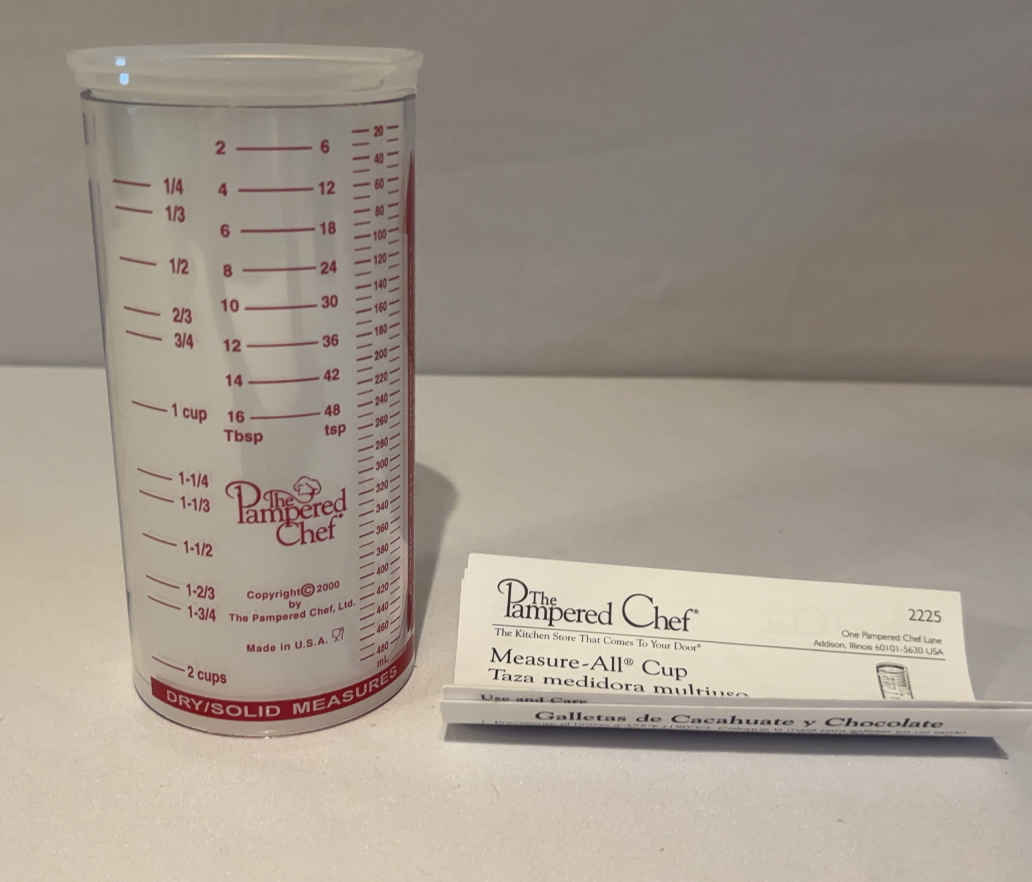 2 6
4 12
6 18
8 24
10 30
12 36
14 42
16 48
Tbsp tsp
1/4
1/3
1/2
2/3
3/4
1 cup
1-1/4
1-1/3
1-1/2
1-2/3
1-3/4
2 cups
20
40
60
80
100
120
140
160
180
200
220
240
260
280
300
320
340
360
380
400
420
440
460
480
mL
The
Pampered
Chef
Copyright©2000
by
The Pampered Chef, Ltd.
Made in U.S.A.
DRY/SOLID MEASURES
The
Pampered Chef®
The Kitchen Store That Comes To Your Door®
2225
One Pampered Chef Lane
Addison, Illinois 60101-5630 USA
Measure-All® Cup
Taza medidora multiuso
Use and Care
Galletas de Cacahuate y Chocolate